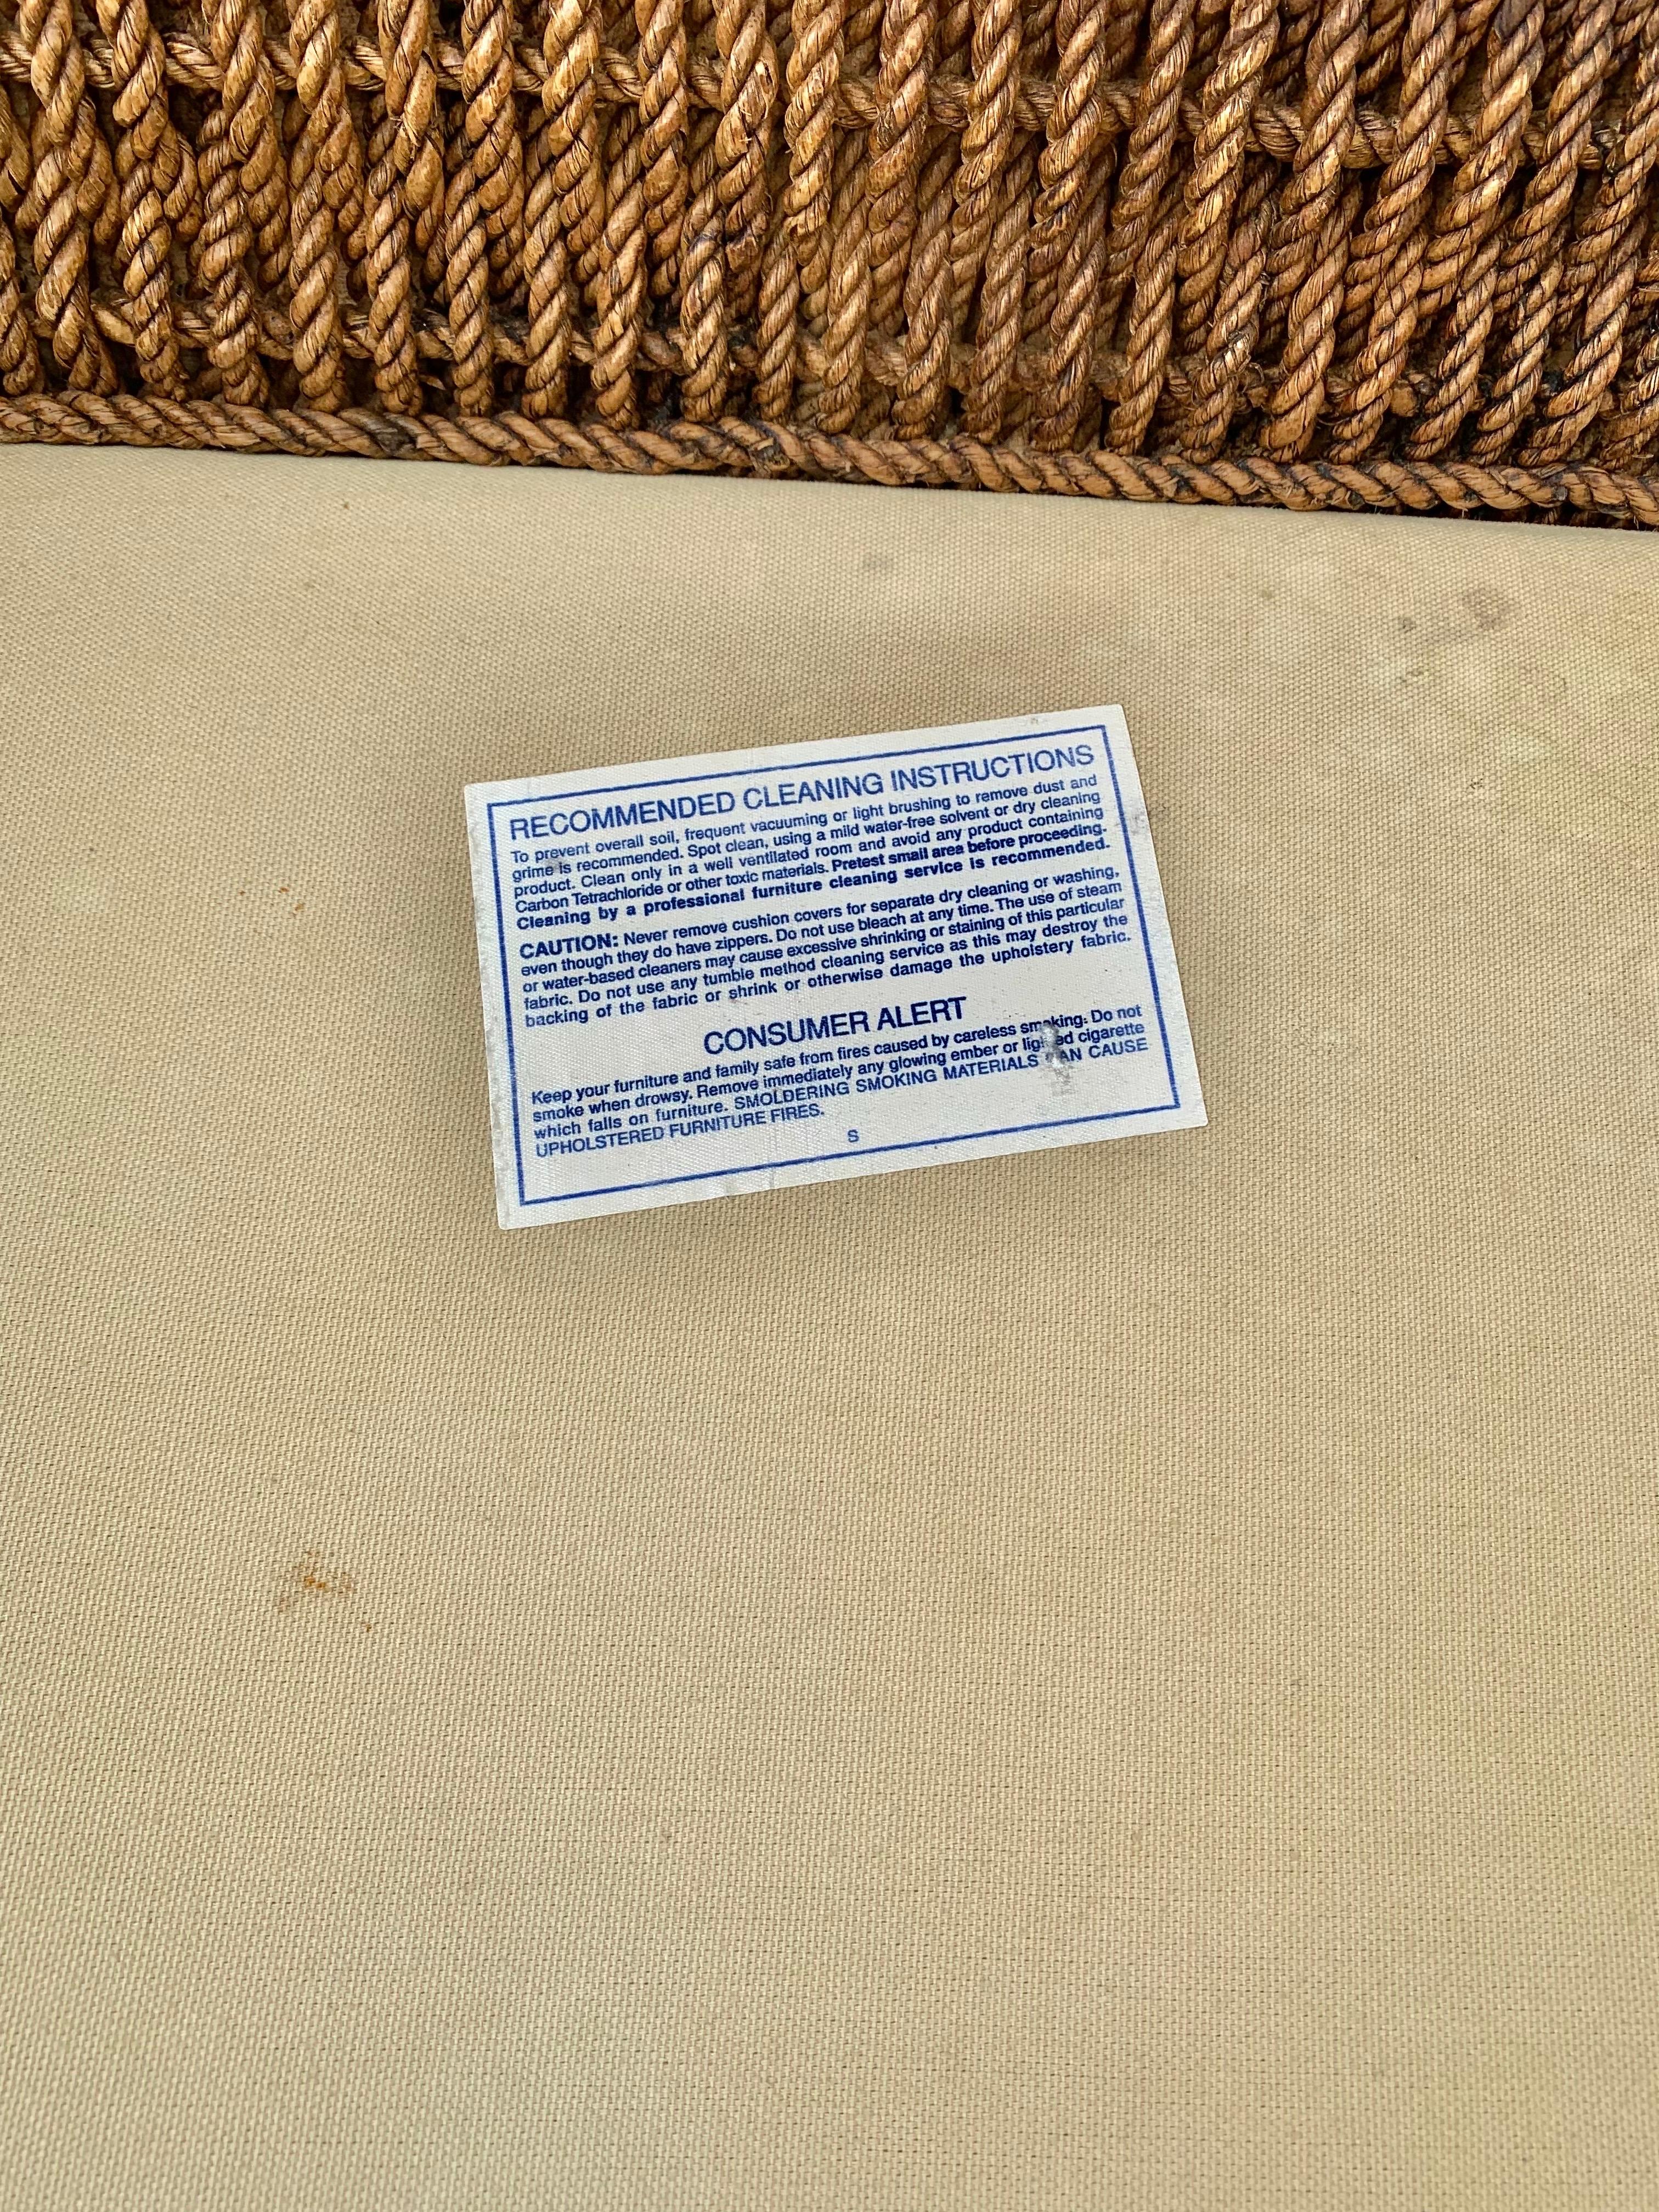 RECOMMENDED CLEANING INSTRUCTIONS
To prevent overall soil, frequent vacuuming or light brushing to remove dust and
grime is recommended. Spot clean, using a mild water-free solvent or dry cleaning
product. Clean only in a well ventilated room and avoid any product containing
Carbon Tetrachloride or other toxic materials. Pretest small area before proceeding.
Cleaning by a professional furniture cleaning service is recommended.
CAUTION: Never remove cushion covers for separate dry cleaning or washing,
even though they do have zippers. Do not use bleach at any time. The use of steam
or water-based cleaners may cause excessive shrinking or staining of this particular
fabric. Do not use any tumble method cleaning service as this may destroy the
backing of the fabric or shrink or otherwise damage the upholstery fabric.
CONSUMER ALERT
Keep your furniture and family safe from fires caused by careless smoking. Do not
smoke when drowsy. Remove immediately any glowing ember or lighted cigarette
which falls on furniture. SMOLDERING SMOKING MATERIALS CAN CAUSE
UPHOLSTERED FURNITURE FIRES.
S